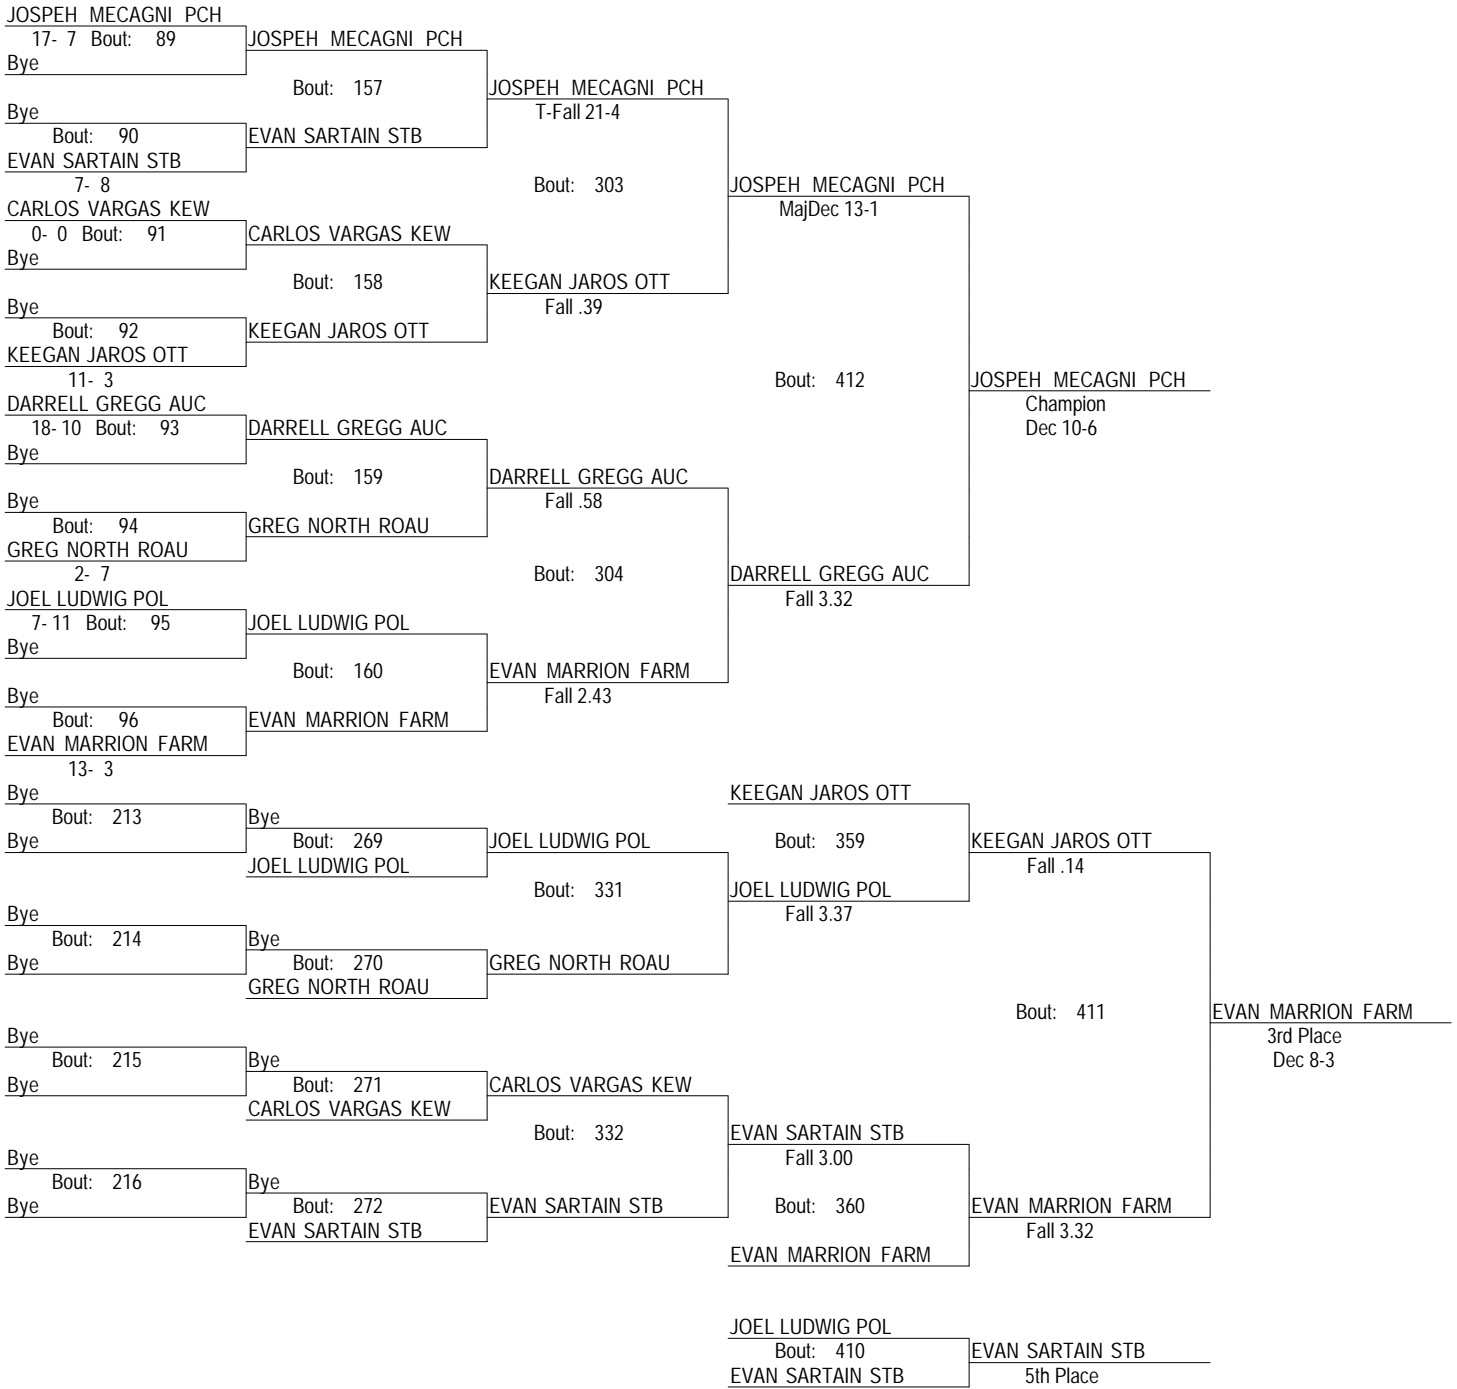 JOSPEH MECAGNI PCH
17- 7 Bout: 89 JOSPEH MECAGNI PCH
Bye
Bout: 157 JOSPEH MECAGNI PCH
Bye T-Fall 21-4
Bout: 90 EVAN SARTAIN STB
EVAN SARTAIN STB
7- 8 Bout: 303 JOSPEH MECAGNI PCH
CARLOS VARGAS KEW MajDec 13-1
0- 0 Bout: 91 CARLOS VARGAS KEW
Bye
Bout: 158 KEEGAN JAROS OTT
Bye Fall .39
Bout: 92 KEEGAN JAROS OTT
KEEGAN JAROS OTT
11- 3 Bout: 412 JOSPEH MECAGNI PCH
DARRELL GREGG AUC Champion
18- 10 Bout: 93 DARRELL GREGG AUC Dec 10-6
Bye
Bout: 159 DARRELL GREGG AUC
Bye Fall .58
Bout: 94 GREG NORTH ROAU
GREG NORTH ROAU
2- 7 Bout: 304 DARRELL GREGG AUC
JOEL LUDWIG POL Fall 3.32
7- 11 Bout: 95 JOEL LUDWIG POL
Bye
Bout: 160 EVAN MARRION FARM
Bye Fall 2.43
Bout: 96 EVAN MARRION FARM
EVAN MARRION FARM
13- 3
Bye KEEGAN JAROS OTT
Bout: 213 Bye
Bye Bout: 269 JOEL LUDWIG POL Bout: 359 KEEGAN JAROS OTT
JOEL LUDWIG POL Fall .14
Bout: 331 JOEL LUDWIG POL
Bye Fall 3.37
Bout: 214 Bye
Bye Bout: 270 GREG NORTH ROAU
GREG NORTH ROAU
Bout: 411 EVAN MARRION FARM
Bye 3rd Place
Bout: 215 Bye Dec 8-3
Bye Bout: 271 CARLOS VARGAS KEW
CARLOS VARGAS KEW
Bout: 332 EVAN SARTAIN STB
Bye Fall 3.00
Bout: 216 Bye
Bye Bout: 272 EVAN SARTAIN STB Bout: 360 EVAN MARRION FARM
EVAN SARTAIN STB Fall 3.32
EVAN MARRION FARM
JOEL LUDWIG POL
Bout: 410 EVAN SARTAIN STB
EVAN SARTAIN STB 5th Place